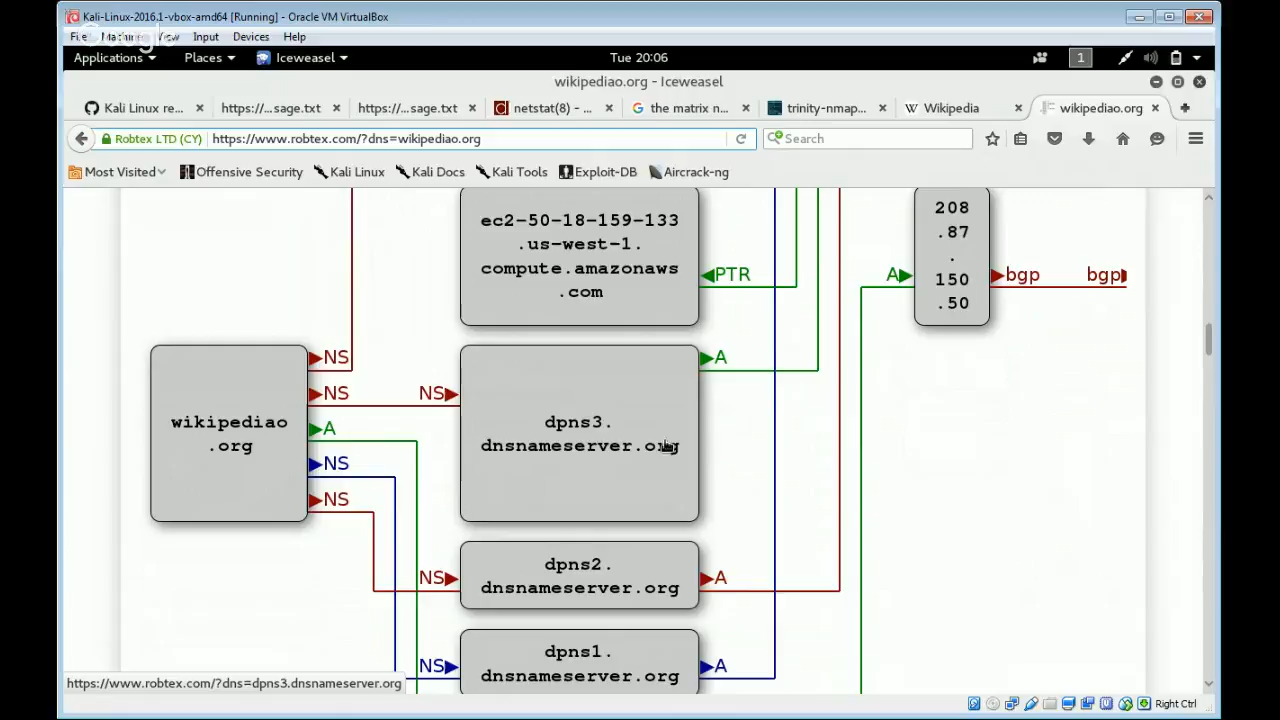 Kali-Linux-2016.1-vbox-amd64 [Running] - Oracle VM VirtualBox
File Machine View Input Devices Help
Google
Applications Places Iceweasel Tue 20:06 1
wikipediao.org - Iceweasel
Kali Linux re... https://...sage.txt https://...sage.txt netstat(8) - ... the matrix n... trinity-nmap... Wikipedia wikipediao.org
Robtex LTD (CY) https://www.robtex.com/?dns=wikipediao.org Search
Most Visited Offensive Security Kali Linux Kali Docs Kali Tools Exploit-DB Aircrack-ng
ec2-50-18-159-133
.us-west-1.
compute.amazonaws
.com
PTR
208
.87
.
150
.50
A
bgp bgp
wikipediao
.org
NS
NS
A
NS
NS
NS
dpns3.
dnsnameserver.org
A
NS
dpns2.
dnsnameserver.org
A
NS
dpns1.
dnsnameserver.org
A
https://www.robtex.com/?dns=dpns3.dnsnameserver.org
Right Ctrl